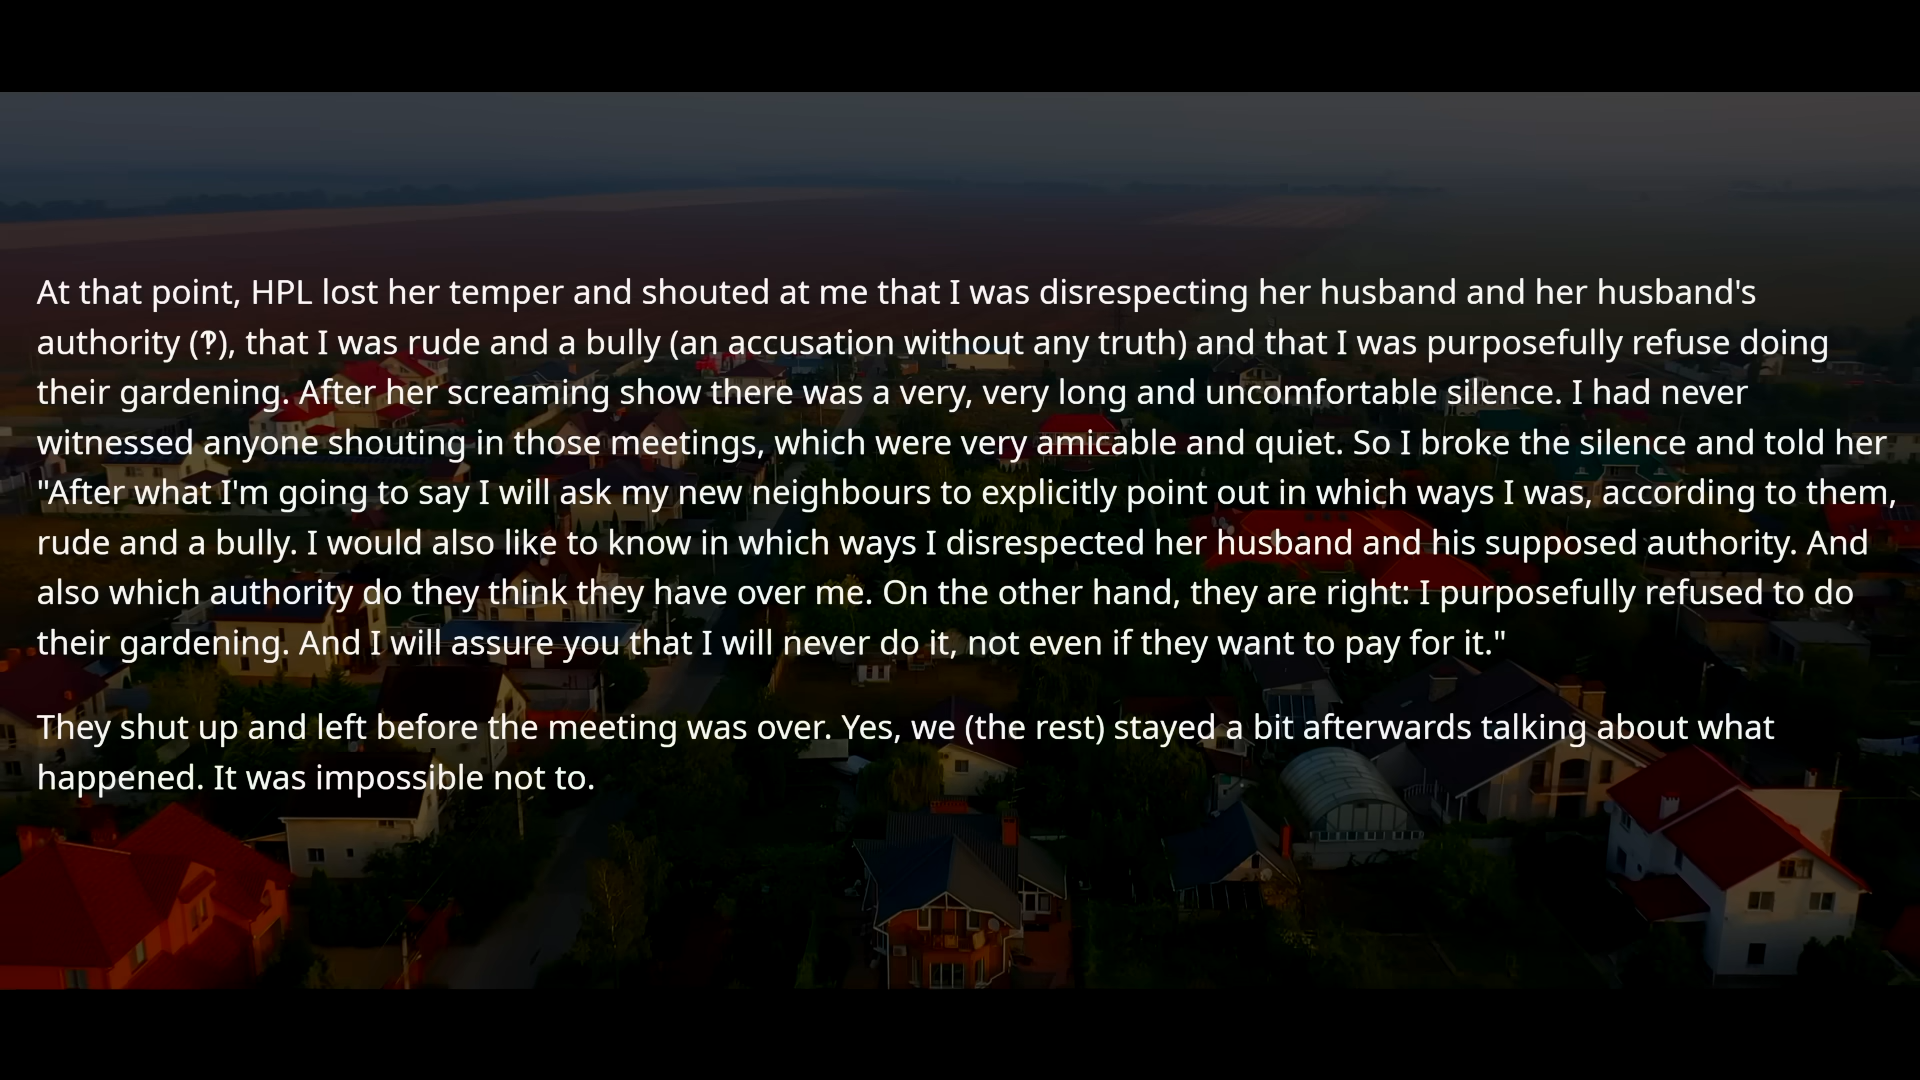 At that point, HPL lost her temper and shouted at me that I was disrespecting her husband and her husband's
authority (‽), that I was rude and a bully (an accusation without any truth) and that I was purposefully refuse doing
their gardening. After her screaming show there was a very, very long and uncomfortable silence. I had never
witnessed anyone shouting in those meetings, which were very amicable and quiet. So I broke the silence and told her
"After what I'm going to say I will ask my new neighbours to explicitly point out in which ways I was, according to them,
rude and a bully. I would also like to know in which ways I disrespected her husband and his supposed authority. And
also which authority do they think they have over me. On the other hand, they are right: I purposefully refused to do
their gardening. And I will assure you that I will never do it, not even if they want to pay for it."
They shut up and left before the meeting was over. Yes, we (the rest) stayed a bit afterwards talking about what
happened. It was impossible not to.